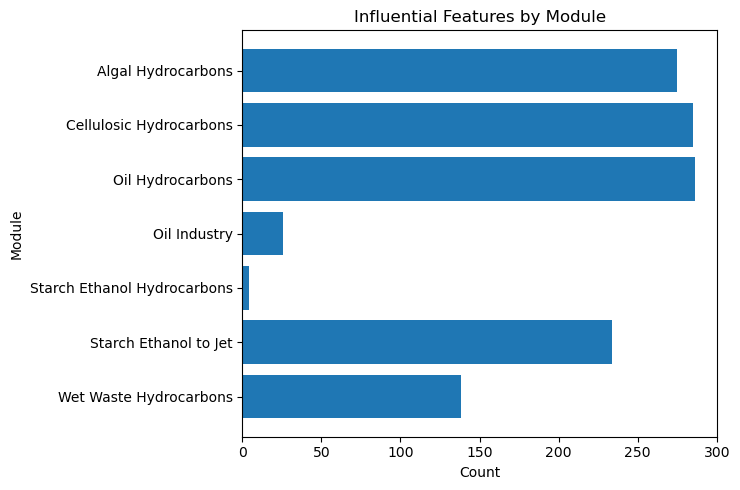 Influential Features by Module
Module
Algal Hydrocarbons
Cellulosic Hydrocarbons
Oil Hydrocarbons
Oil Industry
Starch Ethanol Hydrocarbons
Starch Ethanol to Jet
Wet Waste Hydrocarbons
0 50 100 150 200 250 300
Count